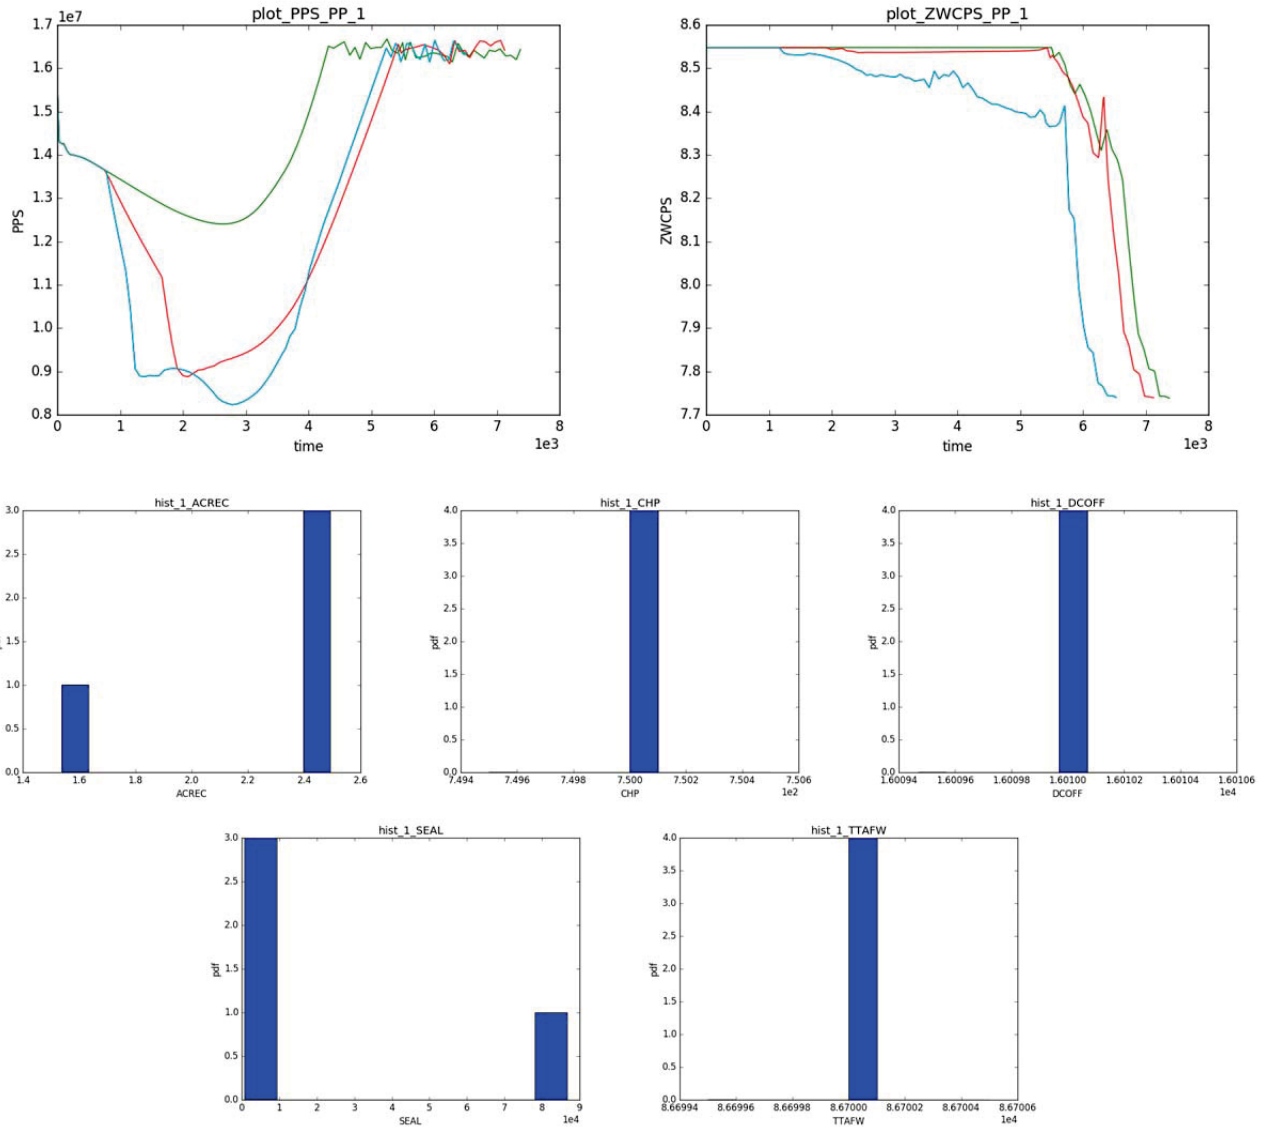 plot_PPS_PP_1
1e7
1.7
1.6
1.5
1.4
1.3
1.2
1.1
1.0
0.9
0.8
PPS
0 1 2 3 4 5 6 7 8
time
1e3
plot_ZWCPS_PP_1
8.6
8.5
8.4
8.3
8.2
8.1
8.0
7.9
7.8
7.7
ZWCPS
0 1 2 3 4 5 6 7 8
time
1e3
hist_1_ACREC
3.0
2.5
2.0
1.5
1.0
0.5
0.0
1.4 1.6 1.8 2.0 2.2 2.4 2.6
ACREC
hist_1_CHP
4.0
3.5
3.0
2.5
2.0
1.5
1.0
0.5
0.0
pdf
7.494 7.496 7.498 7.500 7.502 7.504 7.506
CHP
1e2
hist_1_DCOFF
4.0
3.5
3.0
2.5
2.0
1.5
1.0
0.5
0.0
pdf
1.60094 1.60096 1.60098 1.60100 1.60102 1.60104 1.60106
DCOFF
1e4
hist_1_SEAL
3.0
2.5
2.0
1.5
1.0
0.5
0.0
pdf
0 1 2 3 4 5 6 7 8 9
SEAL
1e4
hist_1_TTAFW
4.0
3.5
3.0
2.5
2.0
1.5
1.0
0.5
0.0
pdf
8.66994 8.66996 8.66998 8.67000 8.67002 8.67004 8.67006
TTAFW
1e4